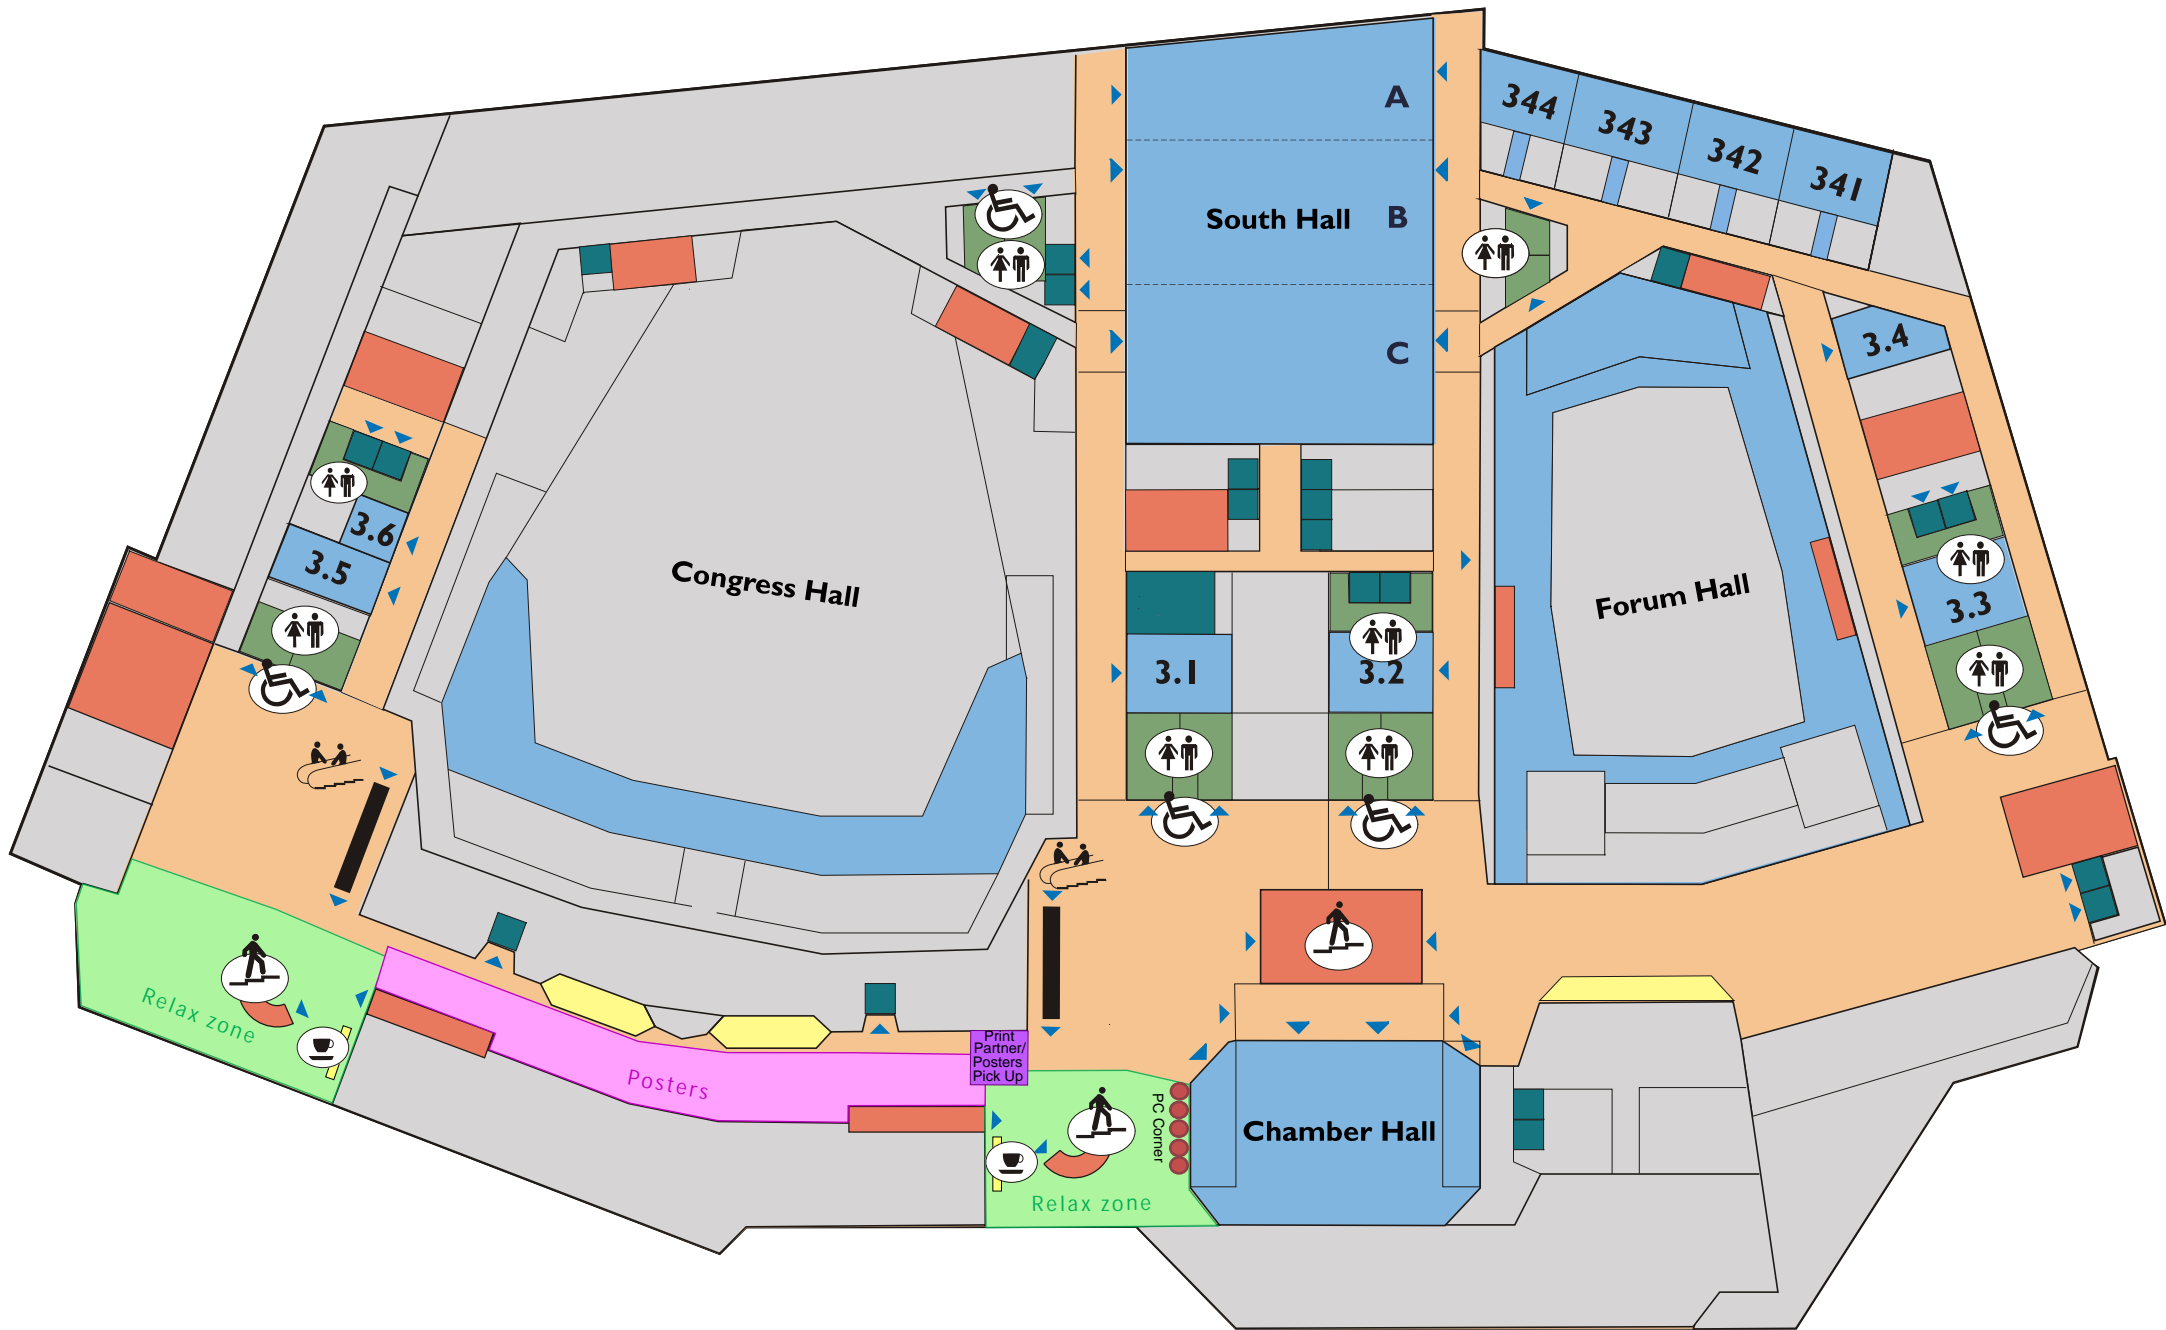 A
344
343
342
341
South Hall
B
C
3.4
3.6
3.5
Congress Hall
Forum Hall
3.3
3.1
3.2
Relax zone
Posters
Print
Partner/
Posters
Pick Up
PC Corner
Chamber Hall
Relax zone